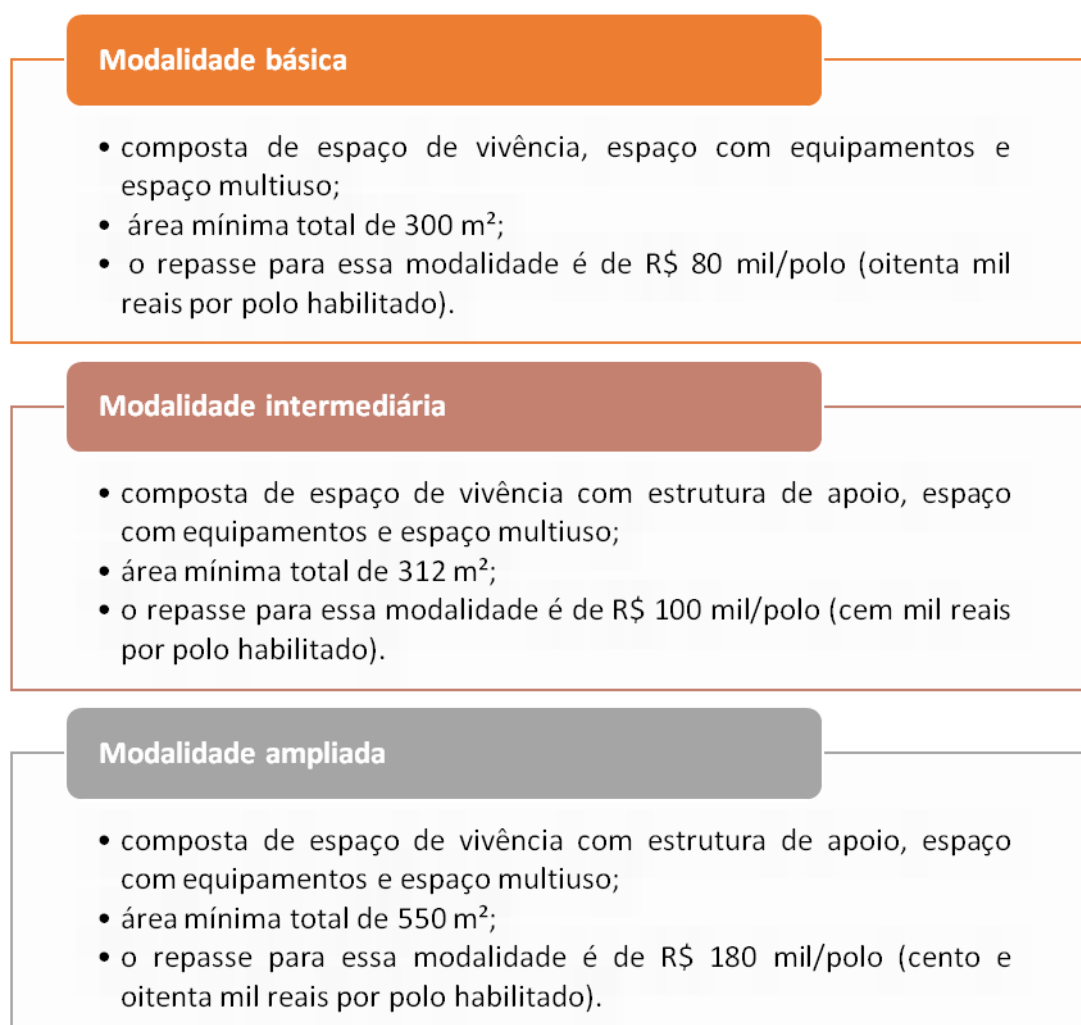 Modalidade básica
• composta de espaço de vivência, espaço com equipamentos e
espaço multiuso;
• área mínima total de 300 m²;
• o repasse para essa modalidade é de R$ 80 mil/polo (oitenta mil
reais por polo habilitado).
Modalidade intermediária
• composta de espaço de vivência com estrutura de apoio, espaço
com equipamentos e espaço multiuso;
• área mínima total de 312 m²;
• o repasse para essa modalidade é de R$ 100 mil/polo (cem mil reais
por polo habilitado).
Modalidade ampliada
• composta de espaço de vivência com estrutura de apoio, espaço
com equipamentos e espaço multiuso;
• área mínima total de 550 m²;
• o repasse para essa modalidade é de R$ 180 mil/polo (cento e
oitenta mil reais por polo habilitado).